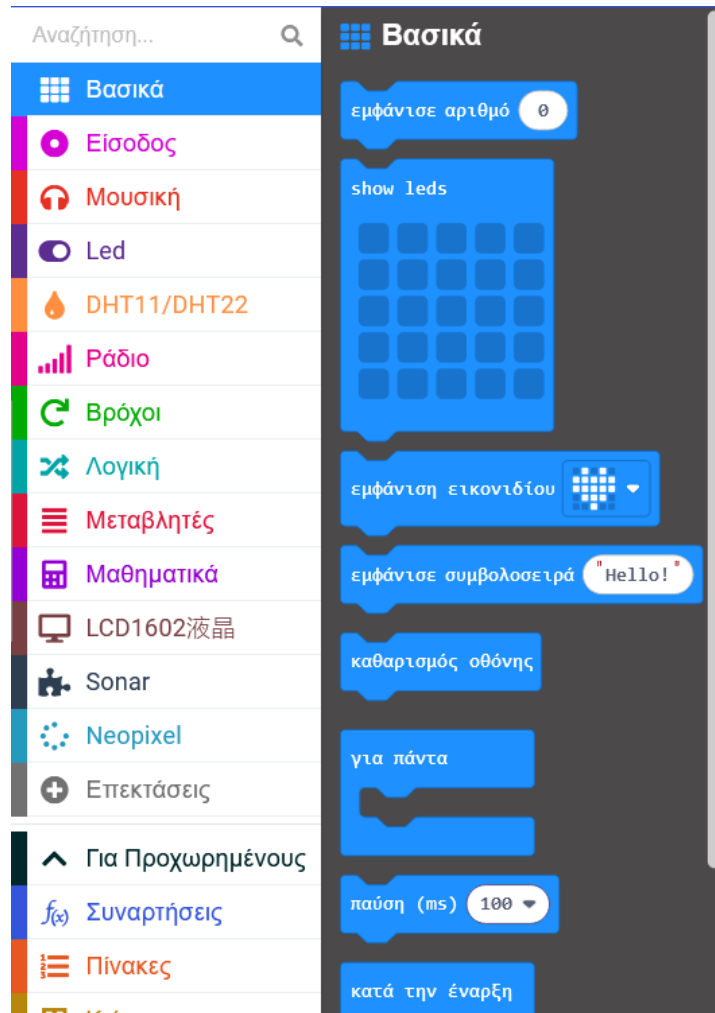 Αναζήτηση...
Βασικά
Είσοδος
Μουσική
Led
DHT11/DHT22
Ράδιο
Βρόχοι
Λογική
Μεταβλητές
Μαθηματικά
LCD1602液晶
Sonar
Neopixel
Επεκτάσεις
Για Προχωρημένους
f(x) Συναρτήσεις
Πίνακες
Βασικά
εμφάνισε αριθμό 0
show leds
εμφάνιση εικονιδίου
εμφάνισε συμβολοσειρά "Hello!"
καθαρισμός οθόνης
για πάντα
παύση (ms) 100
κατά την έναρξη